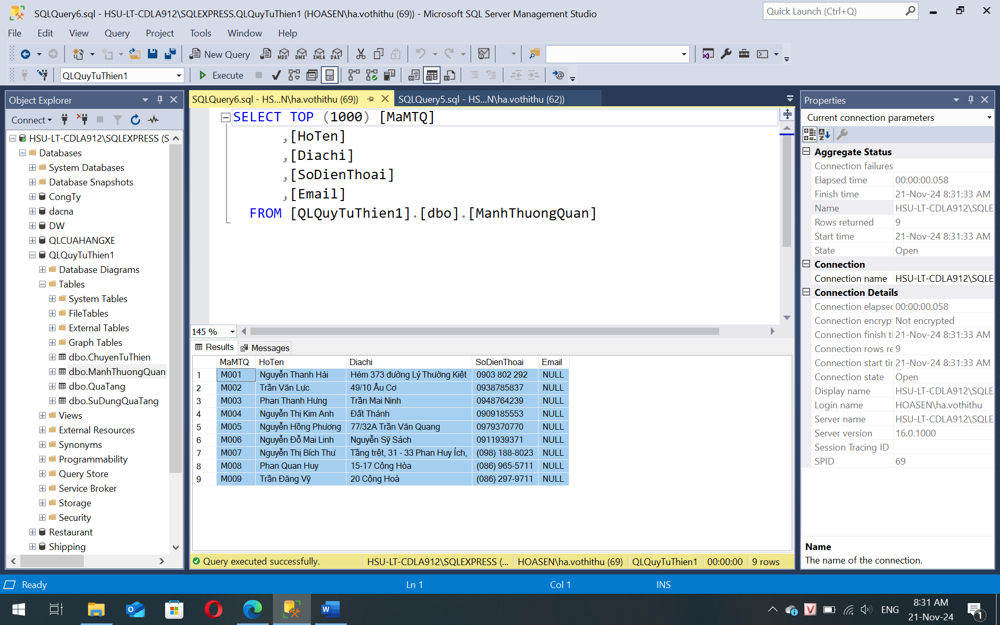 SQLQuery6.sql - HSU-LT-CDLA912\SQLEXPRESS.QLQuyTuThien1 (HOASEN\ha.vothithu (69)) - Microsoft SQL Server Management Studio
Quick Launch (Ctrl+Q)
File Edit View Query Project Tools Window Help
New Query MDX DMX XMLA DAX
QLQuyTuThien1 Execute
Object Explorer
Connect
HSU-LT-CDLA912\SQLEXPRESS (S
Databases
System Databases
Database Snapshots
CongTy
dacna
DW
QLCUAHANGXE
QLQuyTuThien1
Database Diagrams
Tables
System Tables
FileTables
External Tables
Graph Tables
dbo.ChuyenTuThien
dbo.ManhThuongQuan
dbo.QuaTang
dbo.SuDungQuaTang
Views
External Resources
Synonyms
Programmability
Query Store
Service Broker
Storage
Security
Restaurant
Shipping
SQLQuery6.sql - HS...N\ha.vothithu (69)) SQLQuery5.sql - HS...N\ha.vothithu (62))
SELECT TOP (1000) [MaMTQ]
,[HoTen]
,[Diachi]
,[SoDienThoai]
,[Email]
FROM [QLQuyTuThien1].[dbo].[ManhThuongQuan]
145 %
Results Messages
MaMTQ HoTen Diachi SoDienThoai Email
1 M001 Nguyễn Thanh Hải Hẻm 373 đường Lý Thường Kiệt 0903 802 292 NULL
2 M002 Trần Văn Lực 49/10 Âu Cơ 0938785837 NULL
3 M003 Phan Thanh Hưng Trần Mai Ninh 0948764239 NULL
4 M004 Nguyễn Thị Kim Anh Đất Thánh 0909185553 NULL
5 M005 Nguyễn Hồng Phương 77/32A Trần Văn Quang 0979370770 NULL
6 M006 Nguyễn Đỗ Mai Linh Nguyễn Sỹ Sách 0911939371 NULL
7 M007 Nguyễn Thị Bích Thư Tầng trệt, 31 - 33 Phan Huy Ích, (098) 188-8023 NULL
8 M008 Phan Quan Huy 15-17 Cộng Hòa (086) 965-5711 NULL
9 M009 Trần Đăng Vỹ 20 Cộng Hoà (086) 297-9711 NULL
Query executed successfully. HSU-LT-CDLA912\SQLEXPRESS (... HOASEN\ha.vothithu (69) QLQuyTuThien1 00:00:00 9 rows
Properties
Current connection parameters
Aggregate Status
Connection failures
Elapsed time 00:00:00.058
Finish time 21-Nov-24 8:31:33 AM
Name HSU-LT-CDLA912\SQLE
Rows returned 9
Start time 21-Nov-24 8:31:33 AM
State Open
Connection
Connection name HSU-LT-CDLA912\SQLE
Connection Details
Connection elapsed 00:00:00.058
Connection encryp Not encrypted
Connection finish ti 21-Nov-24 8:31:33 AM
Connection rows re 9
Connection start tir 21-Nov-24 8:31:33 AM
Connection state Open
Display name HSU-LT-CDLA912\SQLE
Login name HOASEN\ha.vothithu
Server name HSU-LT-CDLA912\SQLE
Server version 16.0.1000
Session Tracing ID
SPID 69
Name
The name of the connection.
Ready Ln 1 Col 1 INS
ENG 8:31 AM
21-Nov-24 1